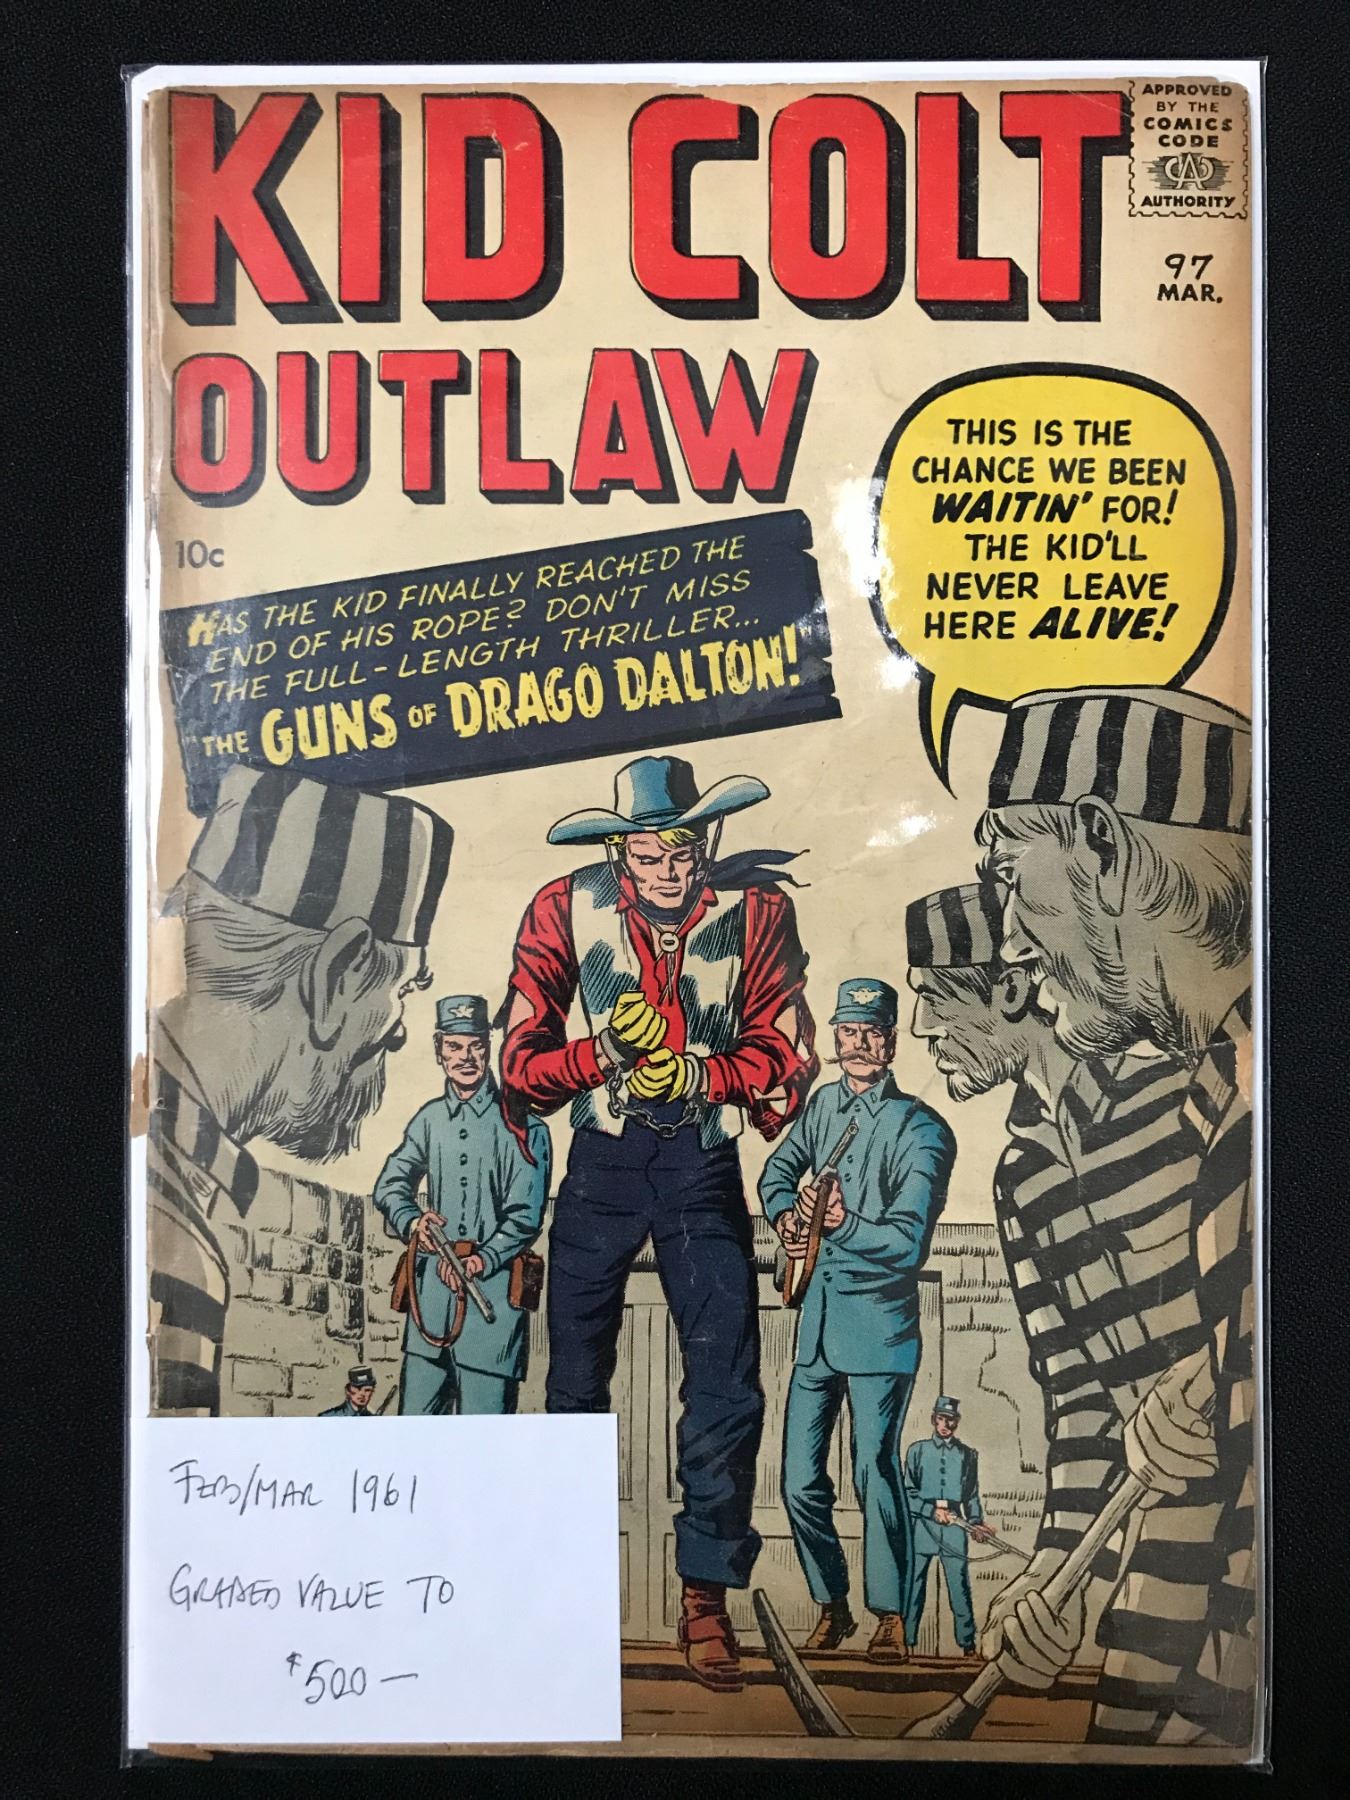 KID COLT
OUTLAW
APPROVED
BY THE
COMICS
CODE
CA
AUTHORITY
97
MAR.
10¢
HAS THE KID FINALLY REACHED THE
END OF HIS ROPE? DON'T MISS
THE FULL-LENGTH THRILLER...
"THE GUNS OF DRAGO DALTON!"
THIS IS THE
CHANCE WE BEEN
WAITIN' FOR!
THE KID'LL
NEVER LEAVE
HERE ALIVE!
FEB/MAR 1961
GRADED VALUE TO
$500—